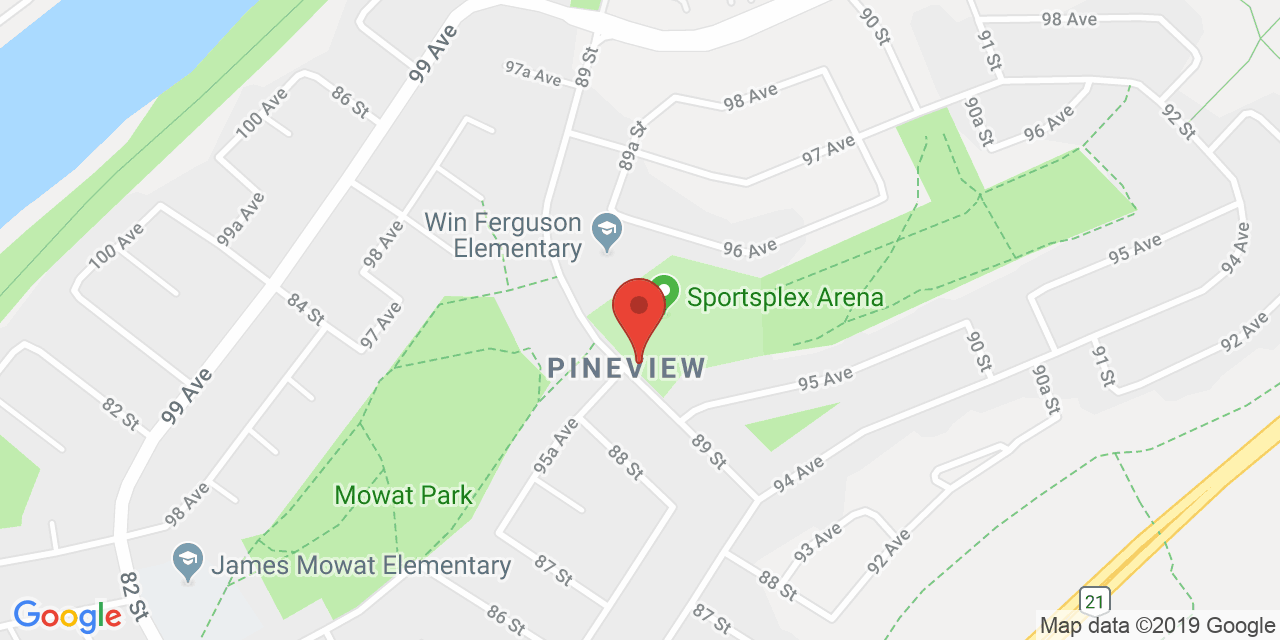 98 Ave
90 St
91 St
99 Ave
89 St
97a Ave
86 St
100 Ave
98 Ave
90a St
96 Ave
92 St
89a St
97 Ave
99a Ave
Win Ferguson
Elementary
100 Ave
98 Ave
96 Ave
95 Ave
94 Ave
84 St
97 Ave
Sportsplex Arena
PINEVIEW
95 Ave
90 St
90a St
91 St
92 Ave
82 St
99 Ave
95a Ave
88 St
89 St
94 Ave
Mowat Park
98 Ave
James Mowat Elementary
87 St
88 St
93 Ave
92 Ave
82 St
86 St
87 St
21
Google
Map data ©2019 Google